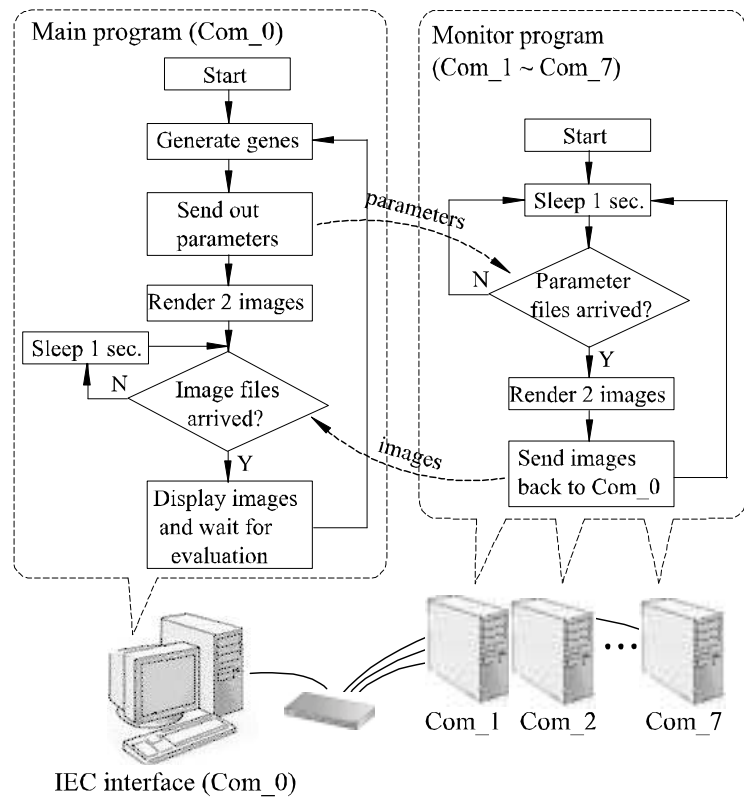 Main program (Com_0)
Start
Generate genes
Send out
parameters
Render 2 images
Sleep 1 sec.
N
Image files
arrived?
Y
Display images
and wait for
evaluation
parameters
images
Monitor program
(Com_1 ~ Com_7)
Start
Sleep 1 sec.
N
Parameter
files arrived?
Y
Render 2 images
Send images
back to Com_0
Com_1
Com_2
Com_7
IEC interface (Com_0)